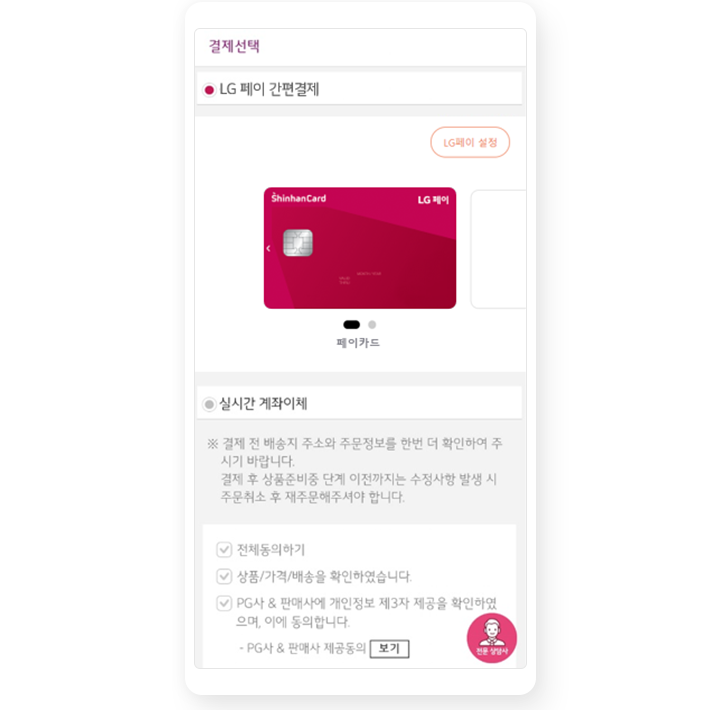 결제선택
LG 페이 간편결제
LG페이 설정
ShinhanCard
LG 페이
페이카드
실시간 계좌이체
※ 결제 전 배송지 주소와 주문정보를 한번 더 확인하여 주
시기 바랍니다.
결제 후 상품준비중 단계 이전까지는 수정사항 발생 시
주문취소 후 재주문해주셔야 합니다.
전체동의하기
상품/가격/배송을 확인하였습니다.
PG사 & 판매사에 개인정보 제3자 제공을 확인하였
으며, 이에 동의합니다.
- PG사 & 판매사 제공동의 보기
전문 상담사